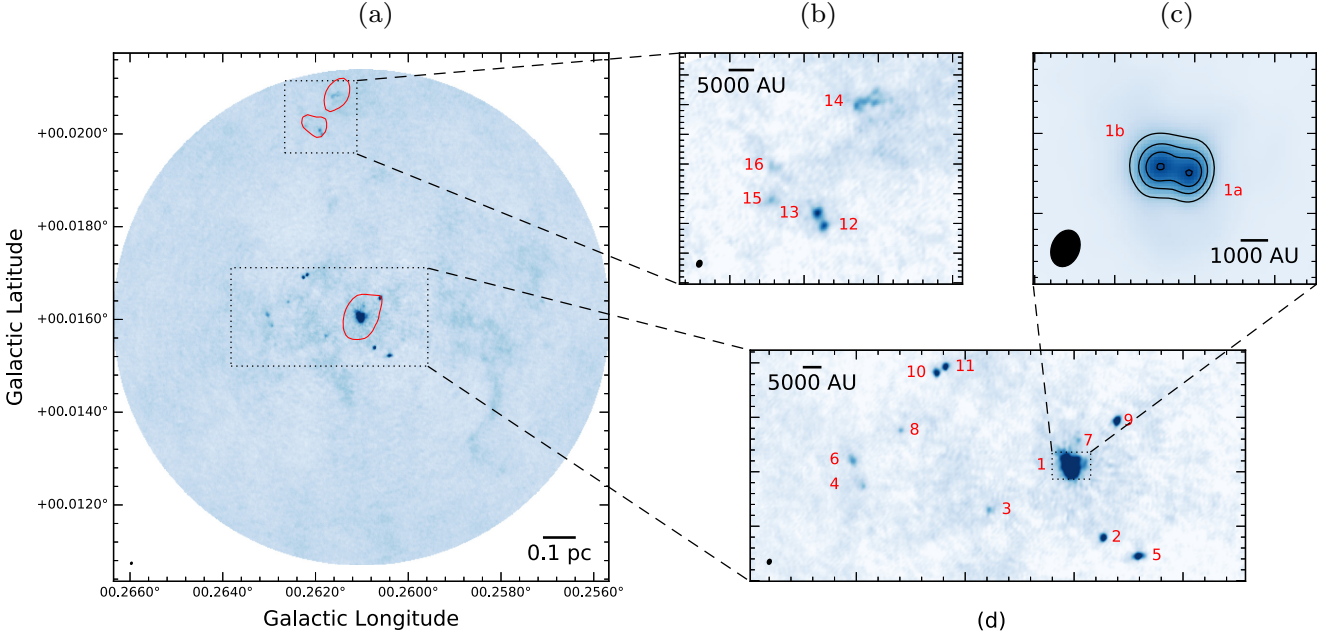 (a)
(b)
(c)
Galactic Latitude
+00.0200°
+00.0180°
+00.0160°
+00.0140°
+00.0120°
0.1 pc
00.2660° 00.2640° 00.2620° 00.2600° 00.2580° 00.2560°
Galactic Longitude
5000 AU
14
16
15 13 12
1b
1a
1000 AU
5000 AU
10 11
9
8
7
6
1
4
3
2
5
(d)